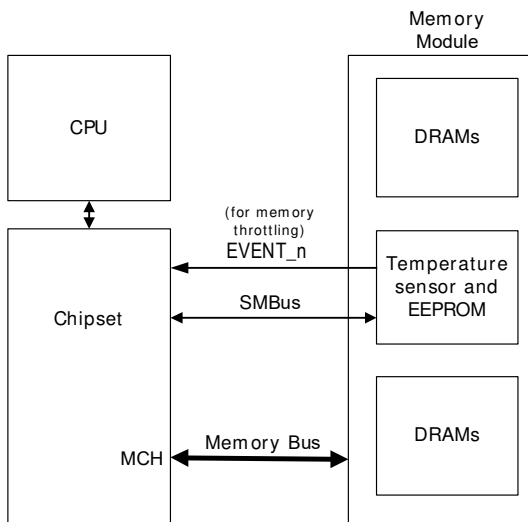 Memory
Module
CPU
DRAMs
(for memory
throttling)
EVENT_n
Temperature
sensor and
EEPROM
SMBus
Chipset
DRAMs
Memory Bus
MCH